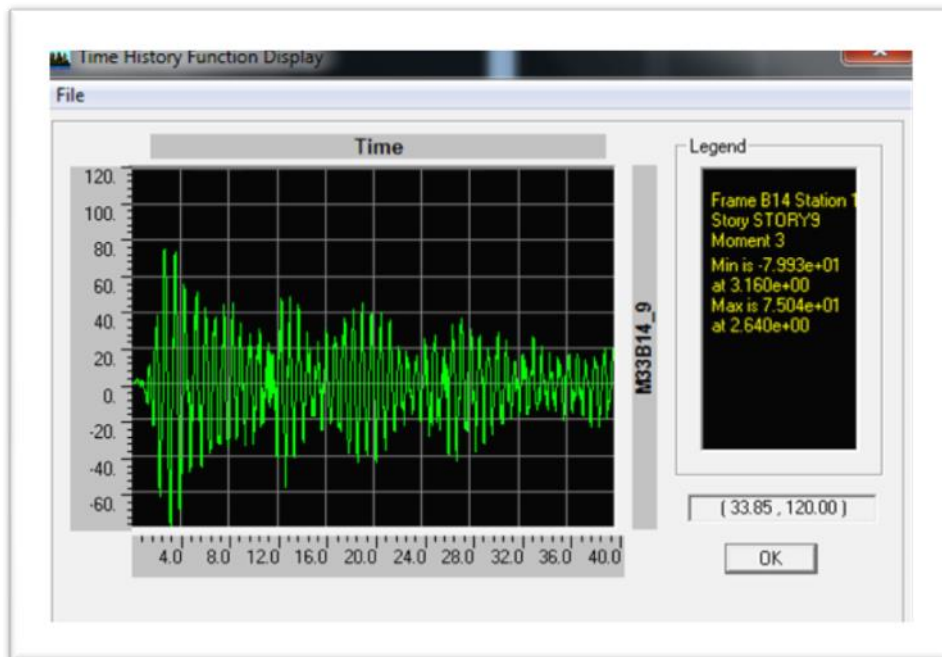 Time History Function Display
File
Time
120.
100.
80.
60.
40.
20.
0.
-20.
-40.
-60.
4.0 8.0 12.0 16.0 20.0 24.0 28.0 32.0 36.0 40.0
M33B14_9
Legend
Frame B14 Station 1
Story STORY9
Moment 3
Min is -7.993e+01
at 3.160e+00
Max is 7.504e+01
at 2.640e+00
( 33.85 , 120.00 )
OK